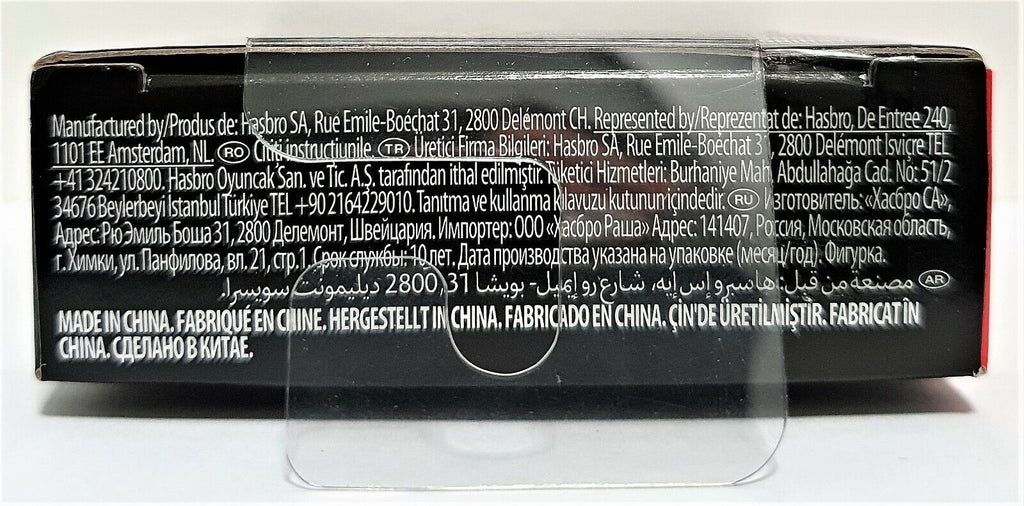 Manufactured by/Produs de: Hasbro SA, Rue Emile-Boéchat 31, 2800 Delémont CH. Represented by/Reprezentat de: Hasbro, De Entree 240,
1101 EE Amsterdam, NL. RO Citiți instrucțiunile. TR Üretici Firma Bilgileri: Hasbro SA, Rue Emile-Boéchat 31, 2800 Delémont İsviçre TEL
+41 324210800. Hasbro Oyuncak San. ve Tic. A.Ş. tarafından ithal edilmiştir. Tüketici Hizmetleri: Burhaniye Mah. Abdullahağa Cad. No: 51/2
34676 Beylerbeyi İstanbul Türkiye TEL +90 2164229010. Tanıtma ve kullanma kılavuzu kutunun içindedir. RU Изготовитель: «Хасбро СА»,
Адрес: Рю Эмиль Боша 31, 2800 Делемонт, Швейцария. Импортер: ООО «Хасбро Раша» Адрес: 141407, Россия, Московская область,
г. Химки, ул. Панфилова, вл. 21, стр.1. Срок службы: 10 лет. Дата производства указана на упаковке (месяц/год). Фигурка.
AR مصنعة من قبل: هاسبرو إس إيه، شارع رو إميل- بويشا 31, 2800 ديليمونت سويسرا.
MADE IN CHINA. FABRIQUÉ EN CHINE. HERGESTELLT IN CHINA. FABRICADO EN CHINA. ÇİN'DE ÜRETİLMİŞTİR. FABRICAT ÎN
CHINA. СДЕЛАНО В КИТАЕ.